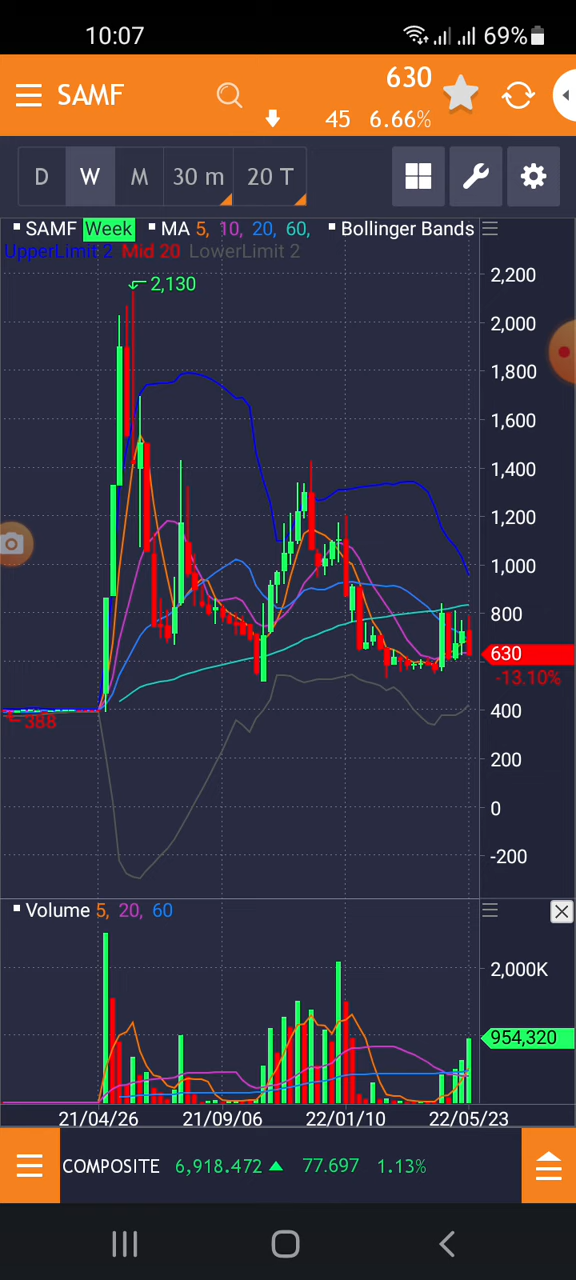 10:07 69%
630
SAMF
45 6.66%
D W M 30 m 20 T
SAMF Week MA 5, 10, 20, 60, Bollinger Bands
UpperLimit 2 Mid 20 LowerLimit 2
2,200
2,130
2,000
1,800
1,600
1,400
1,200
1,000
800
630
-13.10%
400
388
200
0
-200
Volume 5, 20, 60
2,000K
954,320
21/04/26 21/09/06 22/01/10 22/05/23
COMPOSITE 6,918.472 77.697 1.13%